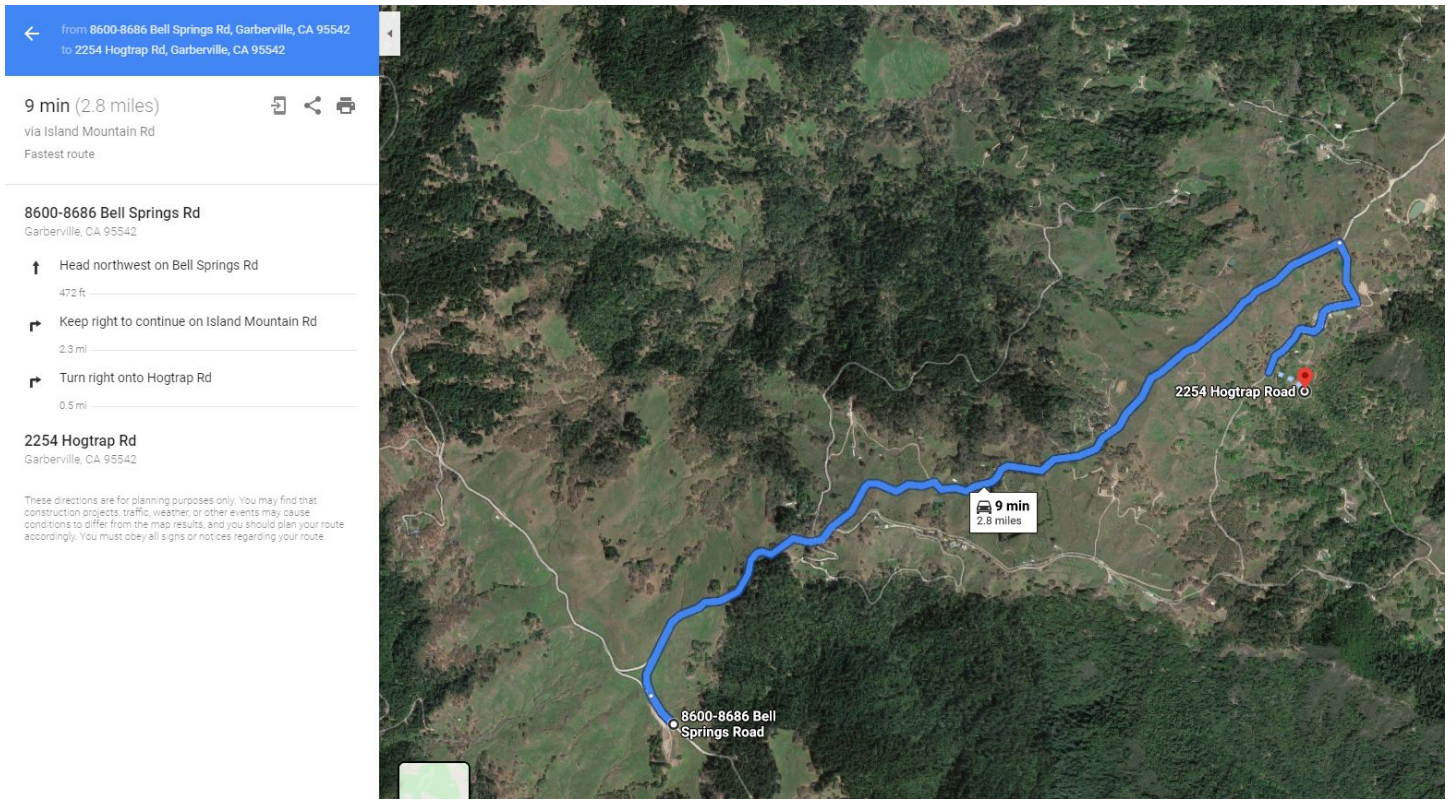 from 8600-8686 Bell Springs Rd, Garberville, CA 95542
to 2254 Hogtrap Rd, Garberville, CA 95542
9 min (2.8 miles)
via Island Mountain Rd
Fastest route
8600-8686 Bell Springs Rd
Garberville, CA 95542
Head northwest on Bell Springs Rd
472 ft
Keep right to continue on Island Mountain Rd
2.3 mi
Turn right onto Hogtrap Rd
0.5 mi
2254 Hogtrap Rd
Garberville, CA 95542
These directions are for planning purposes only. You may find that
construction projects, traffic, weather, or other events may cause
conditions to differ from the map results, and you should plan your route
accordingly. You must obey all signs or notices regarding your route.
2254 Hogtrap Road
9 min
2.8 miles
8600-8686 Bell
Springs Road